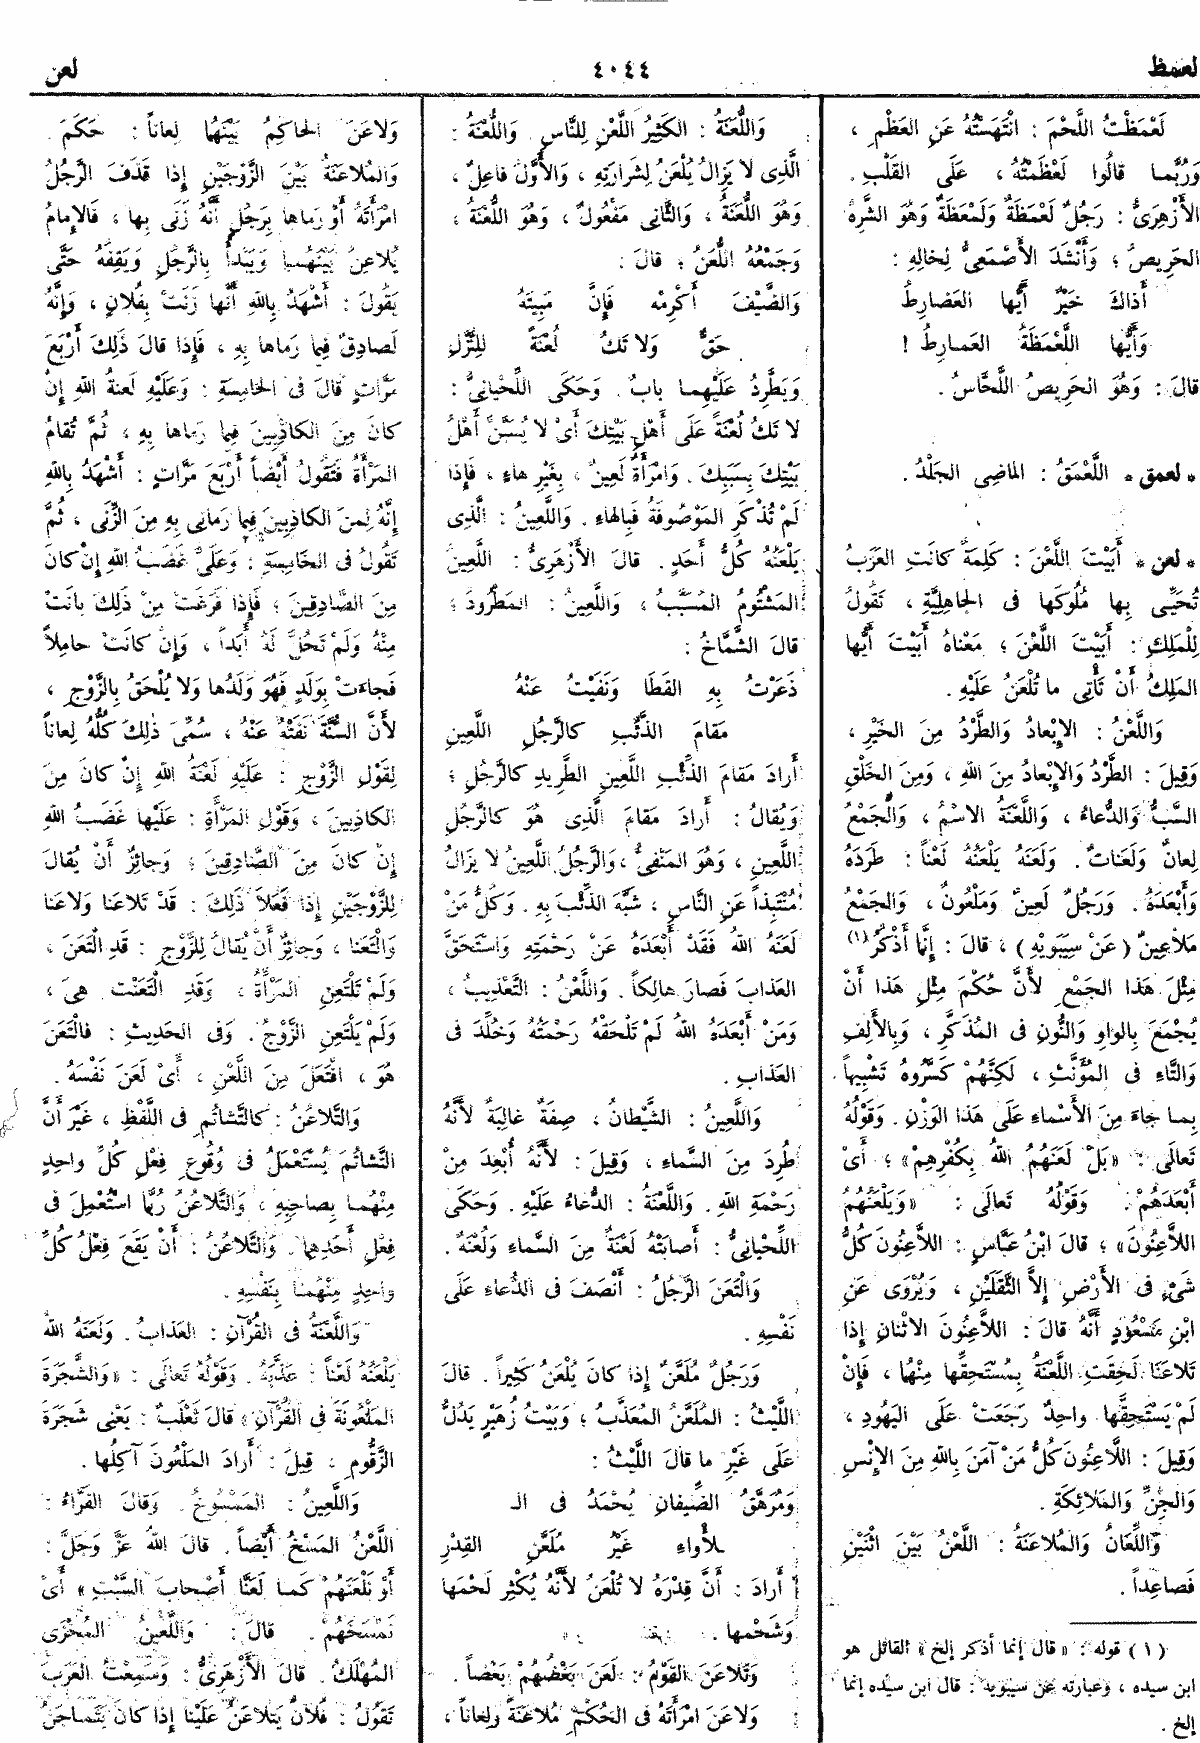 لعمظ
٤٠٤٤
لعن
لَعْمَظْتُ اللَّحْمَ : انْتَهَسْتُهُ عَنِ العَظْمِ ،
وَرُبَّما قالُوا لَعْظَمْتُهُ ، عَلَى القَلْبِ .
الأَزْهَرِىُّ : رَجُلٌ لَعْمَظَةٌ وَلَمْعَظَةٌ وَهُوَ الشَّرِهُ
الحَرِيصُ ؛ وَأَنْشَدَ الأَصْمَعِىُّ لِخالِهِ :
أَذاكَ خَيْرٌ أَيُّها العَضارِطُ
وَأَيُّها اللَّعْمَظَةُ العَمارِطُ !
قالَ : وَهُوَ الحَرِيصُ اللَّحَّاسُ .
* لعمق * اللَّعْمَقُ : الماضِى الجَلْدُ .
* لعن * أَبَيْتَ اللَّعْنَ : كَلِمَةٌ كانَتِ العَرَبُ
تُحَيِّى بِها مُلُوكَها فى الجاهِلِيَّةِ ، تَقُولُ
لِلْمَلِكِ : أَبَيْتَ اللَّعْنَ ؛ مَعْناهُ أَبَيْتَ أَيُّها
المَلِكُ أَنْ تَأْتِى ما تُلْعَنُ عَلَيْهِ .
وَاللَّعْنُ : الإِبْعادُ وَالطَّرْدُ مِنَ الخَيْرِ ،
وَقِيلَ : الطَّرْدُ وَالإِبْعادُ مِنَ اللهِ ، وَمِنَ الخَلْقِ
السَّبُّ وَالدُّعاءُ ، وَاللَّعْنَةُ الاسْمُ ، وَالْجَمْعُ
لِعانٌ وَلَعَناتٌ . وَلَعَنَهُ يَلْعَنُهُ لَعْناً : طَرَدَهُ
وَأَبْعَدَهُ . وَرَجُلٌ لَعِينٌ وَمَلْعُونٌ ، وَالجَمْعُ
مَلاعِينُ ( عَنْ سِيبَوَيْهِ ) ، قالَ : إِنَّما أَذْكُرُ (١)
مِثْلَ هَذا الجَمْعِ لأَنَّ حُكْمَ مِثْلِ هَذا أَنْ
يُجْمَعَ بِالواوِ وَالنُّونِ فى المُذَكَّرِ ، وَبِالأَلِفِ
وَالتَّاءِ فى المُؤَنَّثِ ، لَكِنَّهُمْ كَسَّرُوهُ تَشْبِيهاً
بِما جاءَ مِنَ الأَسْماءِ عَلَى هَذا الوَزْنِ . وَقَوْلُهُ
تَعالَى : «بَلْ لَعَنَهُمُ اللهُ بِكُفْرِهِمْ» ؛ أَىْ
أَبْعَدَهُمْ . وَقَوْلُهُ تَعالَى : «وَيَلْعَنُهُمُ
اللاَّعِنُونَ» ؛ قالَ ابْنُ عَبَّاسٍ : اللاَّعِنُونَ كُلُّ
شَىْءٍ فى الأَرْضِ إِلاَّ الثَّقَلَيْنِ ، وَيُرْوَى عَنِ
ابْنِ مَسْعُودٍ أَنَّهُ قالَ : اللاَّعِنُونَ الاثْنانِ إِذا
تَلاعَنَا لَحِقَتِ اللَّعْنَةُ بِمُسْتَحِقِّها مِنْهُما ، فَإِنْ
لَمْ يَسْتَحِقَّها واحِدٌ رَجَعَتْ عَلَى اليَهُودِ ،
وَقِيلَ : اللاَّعِنُونَ كُلُّ مَنْ آمَنَ بِاللهِ مِنَ الإِنْسِ
وَالجِنِّ وَالمَلائِكَةِ .
وَاللِّعَانُ وَالمُلاعَنَةُ : اللَّعْنُ بَيْنَ اثْنَيْنِ
فَصاعِداً .
(١) قوله : « قال إنما أذكر إلخ » القائل هو
ابن سيده ، وعبارته عن سيبويه : قال ابن سيّده إنما
إلخ .
وَاللُّعَنَةُ : الكَثِيرُ اللَّعْنِ لِلنَّاسِ . وَاللُّعْنَةُ :
الَّذِى لا يَزالُ يُلْعَنُ لِشَرارَتِهِ ، وَالأَوَّلُ فاعِلٌ ،
وَهُوَ اللُّعَنَةُ ، وَالثَّانِى مَفْعُولٌ ، وَهُوَ اللُّعْنَةُ ،
وَجَمْعُهُ اللُّعَنُ ؛ قالَ :
وَالضَّيْفَ أَكْرِمْه فَإِنَّ مَبِيتَهُ
حَقٌّ وَلا تَكُ لُعْنَةً لِلنُّزَّلِ
وَيَطَّرِدُ عَلَيْهِما بابٌ . وَحَكَى اللِّحْيانِىُّ :
لا تَكُ لُعْنَةً عَلَى أَهْلِ بَيْتِكَ أَىْ لا يُسَبَّنَّ أَهْلُ
بَيْتِكَ بِسَبَبِكَ . وَامْرَأَةٌ لَعِينٌ ، بِغَيْرِ هاءٍ ، فَإِذا
لَمْ تُذْكَرِ المَوْصُوفَةُ فَبِالهاءِ . وَاللَّعِينُ : الَّذِى
يَلْعَنُهُ كُلُّ أَحَدٍ . قالَ الأَزْهَرِىُّ : اللَّعِينُ
المَشْتُومُ المُسَبَّبُ ، وَاللَّعِينُ : المَطْرُودُ ؛
قالَ الشَّمَّاخُ :
ذَعَرْتُ بِهِ القَطَا وَنَفَيْتُ عَنْهُ
مَقامَ الذِّئْبِ كالرَّجُلِ اللَّعِينِ
أَرادَ مَقامَ الذِّئْبِ اللَّعِينِ الطَّرِيدِ كالرَّجُلِ ؛
وَيُقالُ : أَرادَ مَقامَ الَّذِى هُوَ كالرَّجُلِ
اللَّعِينِ ، وَهُوَ المَنْفِىُّ ، وَالرَّجُلُ اللَّعِينُ لا يَزالُ
مُنْتَبِذاً عَنِ النَّاسِ ، شَبَّهَ الذِّئْبَ بِهِ . وَكُلُّ مَنْ
لَعَنَهُ اللهُ فَقَدْ أَبْعَدَهُ عَنْ رَحْمَتِهِ وَاسْتَحَقَّ
العَذابَ فَصارَ هالِكاً . وَاللَّعْنُ : التَّعْذِيبُ ،
وَمَنْ أَبْعَدَهُ اللهُ لَمْ تَلْحَقْهُ رَحْمَتُهُ وَخُلِّدَ فى
العَذابِ .
وَاللَّعِينُ : الشَّيْطانُ ، صِفَةٌ غالِبَةٌ لأَنَّهُ
طُرِدَ مِنَ السَّماءِ ، وَقِيلَ : لأَنَّهُ أُبْعِدَ مِنْ
رَحْمَةِ اللهِ . وَاللَّعْنَةُ : الدُّعاءُ عَلَيْهِ . وَحَكَى
اللِّحْيانِىُّ : أَصابَتْهُ لَعْنَةٌ مِنَ السَّماءِ وَلُعْنَةٌ .
وَالْتَعَنَ الرَّجُلُ : أَنْصَفَ فى الدُّعاءِ عَلَى
نَفْسِهِ .
وَرَجُلٌ مُلَعَّنٌ إِذا كانَ يُلْعَنُ كَثِيراً . قالَ
اللَّيْثُ : المُلَعَّنُ المُعَذَّبُ ؛ وَبَيْتُ زُهَيْرٍ يَدُلُّ
عَلَى غَيْرِ ما قالَ اللَّيْثُ :
وَمُرَهَّقُ الضِّيفانِ يُحْمَدُ فى الـ
ـلأْواءِ غَيْرُ مُلَعَّنِ القِدْرِ
أَرادَ : أَنَّ قِدْرَهُ لا تُلْعَنُ لأَنَّهُ يُكْثِر لَحْمَها
وَشَحْمَها .
وَتَلاعَنَ القَوْمُ : لَعَنَ بَعْضُهُمْ بَعْضاً .
وَلاعَنَ امْرَأَتَهُ فى الحُكْمِ مُلاعَنَةً وَلِعاناً ،
وَلاعَنَ الحاكِمُ بَيْنَهُما لِعاناً : حَكَمَ .
وَالمُلاعَنَةُ بَيْنَ الزَّوْجَيْنِ إِذا قَذَفَ الرَّجُلُ
امْرَأَتَهُ أَوْ رَماها بِرَجُلٍ أَنَّهُ زَنَى بِها ، فَالإِمامُ
يُلاعِنُ بَيْنَهُما وَيَبْدَأُ بِالرَّجُلِ وَيَقِفُهُ حَتَّى
يَقُولَ : أَشْهَدُ بِاللهِ أَنَّها زَنَتْ بِفُلانٍ ، وَإِنَّهُ
لَصادِقٌ فِيما رَماها بِهِ ، فَإِذا قالَ ذَلِكَ أَرْبَعَ
مَرَّاتٍ قالَ فى الخامِسَةِ : وَعَلَيْهِ لَعنةُ اللهِ إِنْ
كانَ مِنَ الكاذِبِينَ فِيما رَماها بِهِ ، ثُمَّ تُقامُ
المَرْأَةُ فَتَقُولُ أَيْضاً أَرْبَعَ مَرَّاتٍ : أَشْهَدُ بِاللهِ
إِنَّهُ لَمِنَ الكاذِبِينَ فِيما رَمانِى بِهِ مِنَ الزِّنَى ، ثُمَّ
تَقُولُ فى الخامِسَةِ : وَعَلَىَّ غَضَبُ اللهِ إِن كانَ
مِنَ الصَّادِقِينَ ؛ فَإِذا فَرَغَتْ مِنْ ذَلِكَ بانَتْ
مِنْهُ وَلَمْ تَحِلَّ لَهُ أَبَداً ، وَإِن كانَتْ حامِلاً
فَجاءَتْ بِوَلَدٍ فَهُوَ وَلَدُها وَلا يُلْحَقُ بِالزَّوْجِ ،
لأَنَّ السُّنَّةَ نَفَتْهُ عَنْهُ ، سُمِّىَ ذَلِكَ كُلُّهُ لِعاناً
لِقَوْلِ الزَّوْجِ : عَلَيْهِ لَعْنَةُ اللهِ إِنْ كانَ مِنَ
الكاذِبِينَ ، وَقَوْلِ المَرْأَةِ : عَلَيْها غَضَبُ اللهِ
إِنْ كانَ مِنَ الصَّادِقِينَ ؛ وَجائِزٌ أَنْ يُقالَ
لِلزَّوْجَيْنِ إِذا فَعَلاَ ذَلِكَ : قَدْ تَلاعَنا وَلاعَنا
وَالْتَعَنا ، وَجائِزٌ أَنْ يُقالَ لِلزَّوْجِ : قَدِ الْتَعَنَ ،
وَلَمْ تَلْتَعِنِ المَرْأَةُ ، وَقَدِ الْتَعَنَت هِىَ ،
وَلَمْ يَلْتَعِنِ الزَّوْجُ . وَفى الحَدِيثِ : فَالْتَعَنَ
هُوَ ، افْتَعَلَ مِنَ اللَّعْنِ ، أَىْ لَعَنَ نَفْسَهُ .
وَالتَّلاعُنُ : كالتَّشاتُمِ فى اللَّفْظِ ، غَيْرَ أَنَّ
التَّشاتُمَ يُسْتَعْمَلُ فى وُقُوعِ فِعْلِ كُلِّ واحِدٍ
مِنْهُما بِصاحِبِهِ ، وَالتَّلاعُنُ رُبَّما اسْتُعْمِلَ فى
فِعْلِ أَحَدِهِما . وَالتَّلاعُنُ : أَنْ يَقَعَ فِعْلُ كُلِّ
واحِدٍ مِنْهُما بِنَفْسِهِ .
وَاللَّعْنَةُ فى القُرْآنِ : العَذابُ . وَلَعَنَهُ اللهُ
يَلْعَنُهُ لَعْناً : عَذَّبَهُ . وَقَوْلُهُ تَعالَى : «وَالشَّجَرَةَ
المَلْعُونَةَ فى القُرْآنِ» قالَ ثَعْلَبٌ : يَعْنِى شَجَرَةَ
الزَّقُّومِ ، قِيلَ : أَرادَ المَلْعُونَ آكِلُها .
وَاللَّعِينُ : المَمْسُوخُ . وَقالَ الفَرَّاءُ :
اللَّعْنُ المَسْخُ أَيْضاً . قالَ اللهُ عَزَّ وَجَلَّ :
أَوْ نَلْعَنَهُمْ كَما لَعَنَّا أَصْحابَ السَّبْتِ » أَىْ
نَمْسَخَهُمْ . قالَ : وَاللَّعِينُ المُخْزَى
المُهْلَكُ . قالَ الأَزْهَرِىُّ : وَسَمِعْتُ العَرَبَ
تَقُولُ : فُلانٌ يَتَلاعَنُ عَلَيْنا إِذا كانَ يَتَماجَنُ